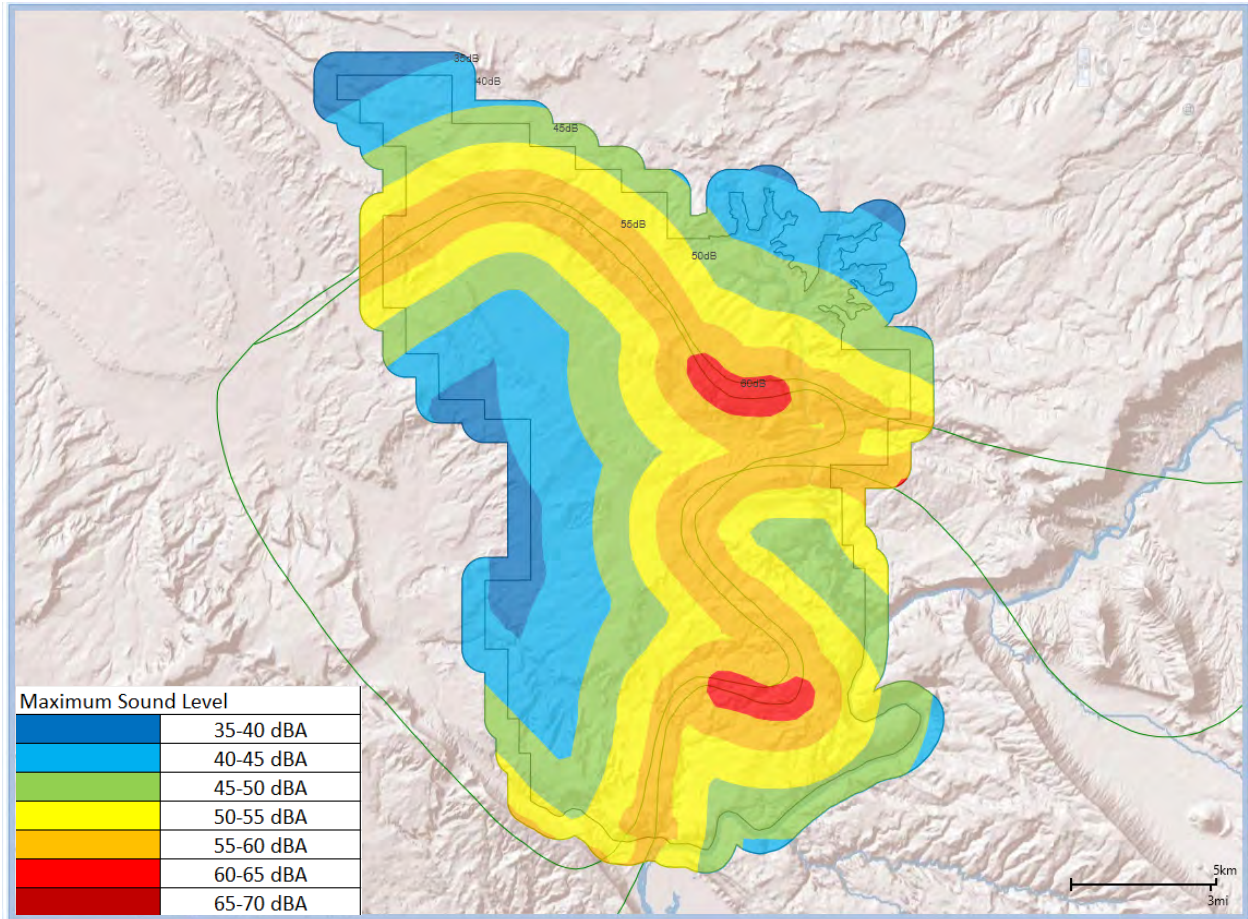 35dB
40dB
45dB
55dB
50dB
60dB
Maximum Sound Level
35-40 dBA
40-45 dBA
45-50 dBA
50-55 dBA
55-60 dBA
60-65 dBA
65-70 dBA
5km
3mi